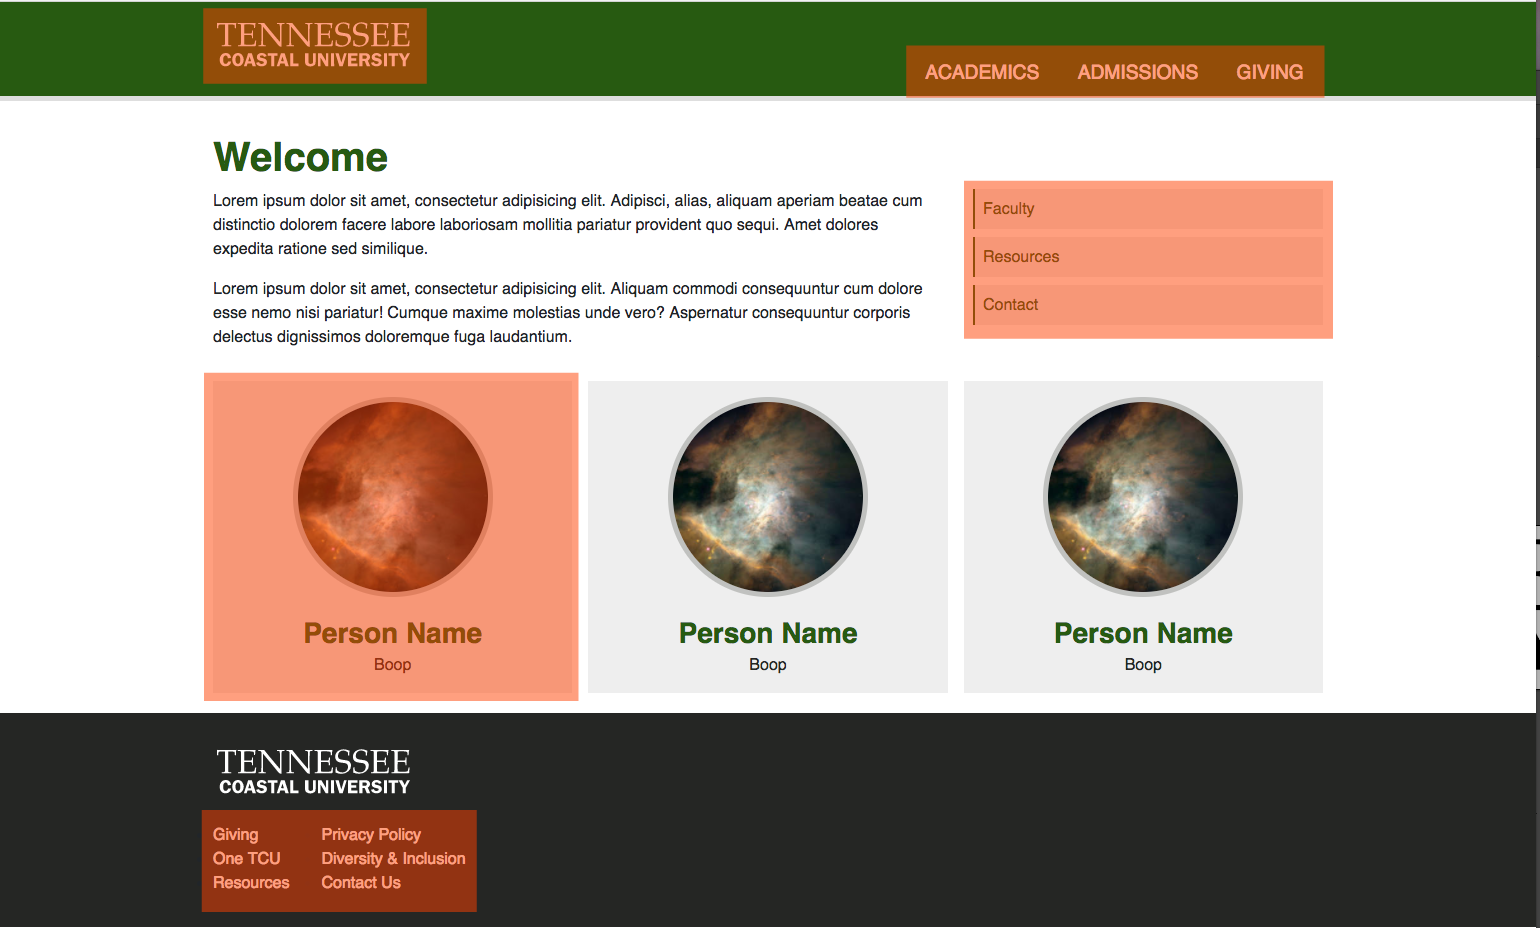 TENNESSEE
COASTAL UNIVERSITY
ACADEMICS ADMISSIONS GIVING
Welcome
Lorem ipsum dolor sit amet, consectetur adipisicing elit. Adipisci, alias, aliquam aperiam beatae cum
distinctio dolorem facere labore laboriosam mollitia pariatur provident quo sequi. Amet dolores
expedita ratione sed similique.
Lorem ipsum dolor sit amet, consectetur adipisicing elit. Aliquam commodi consequuntur cum dolore
esse nemo nisi pariatur! Cumque maxime molestias unde vero? Aspernatur consequuntur corporis
delectus dignissimos doloremque fuga laudantium.
Faculty
Resources
Contact
Person Name
Boop
Person Name
Boop
Person Name
Boop
TENNESSEE
COASTAL UNIVERSITY
Giving
One TCU
Resources
Privacy Policy
Diversity & Inclusion
Contact Us